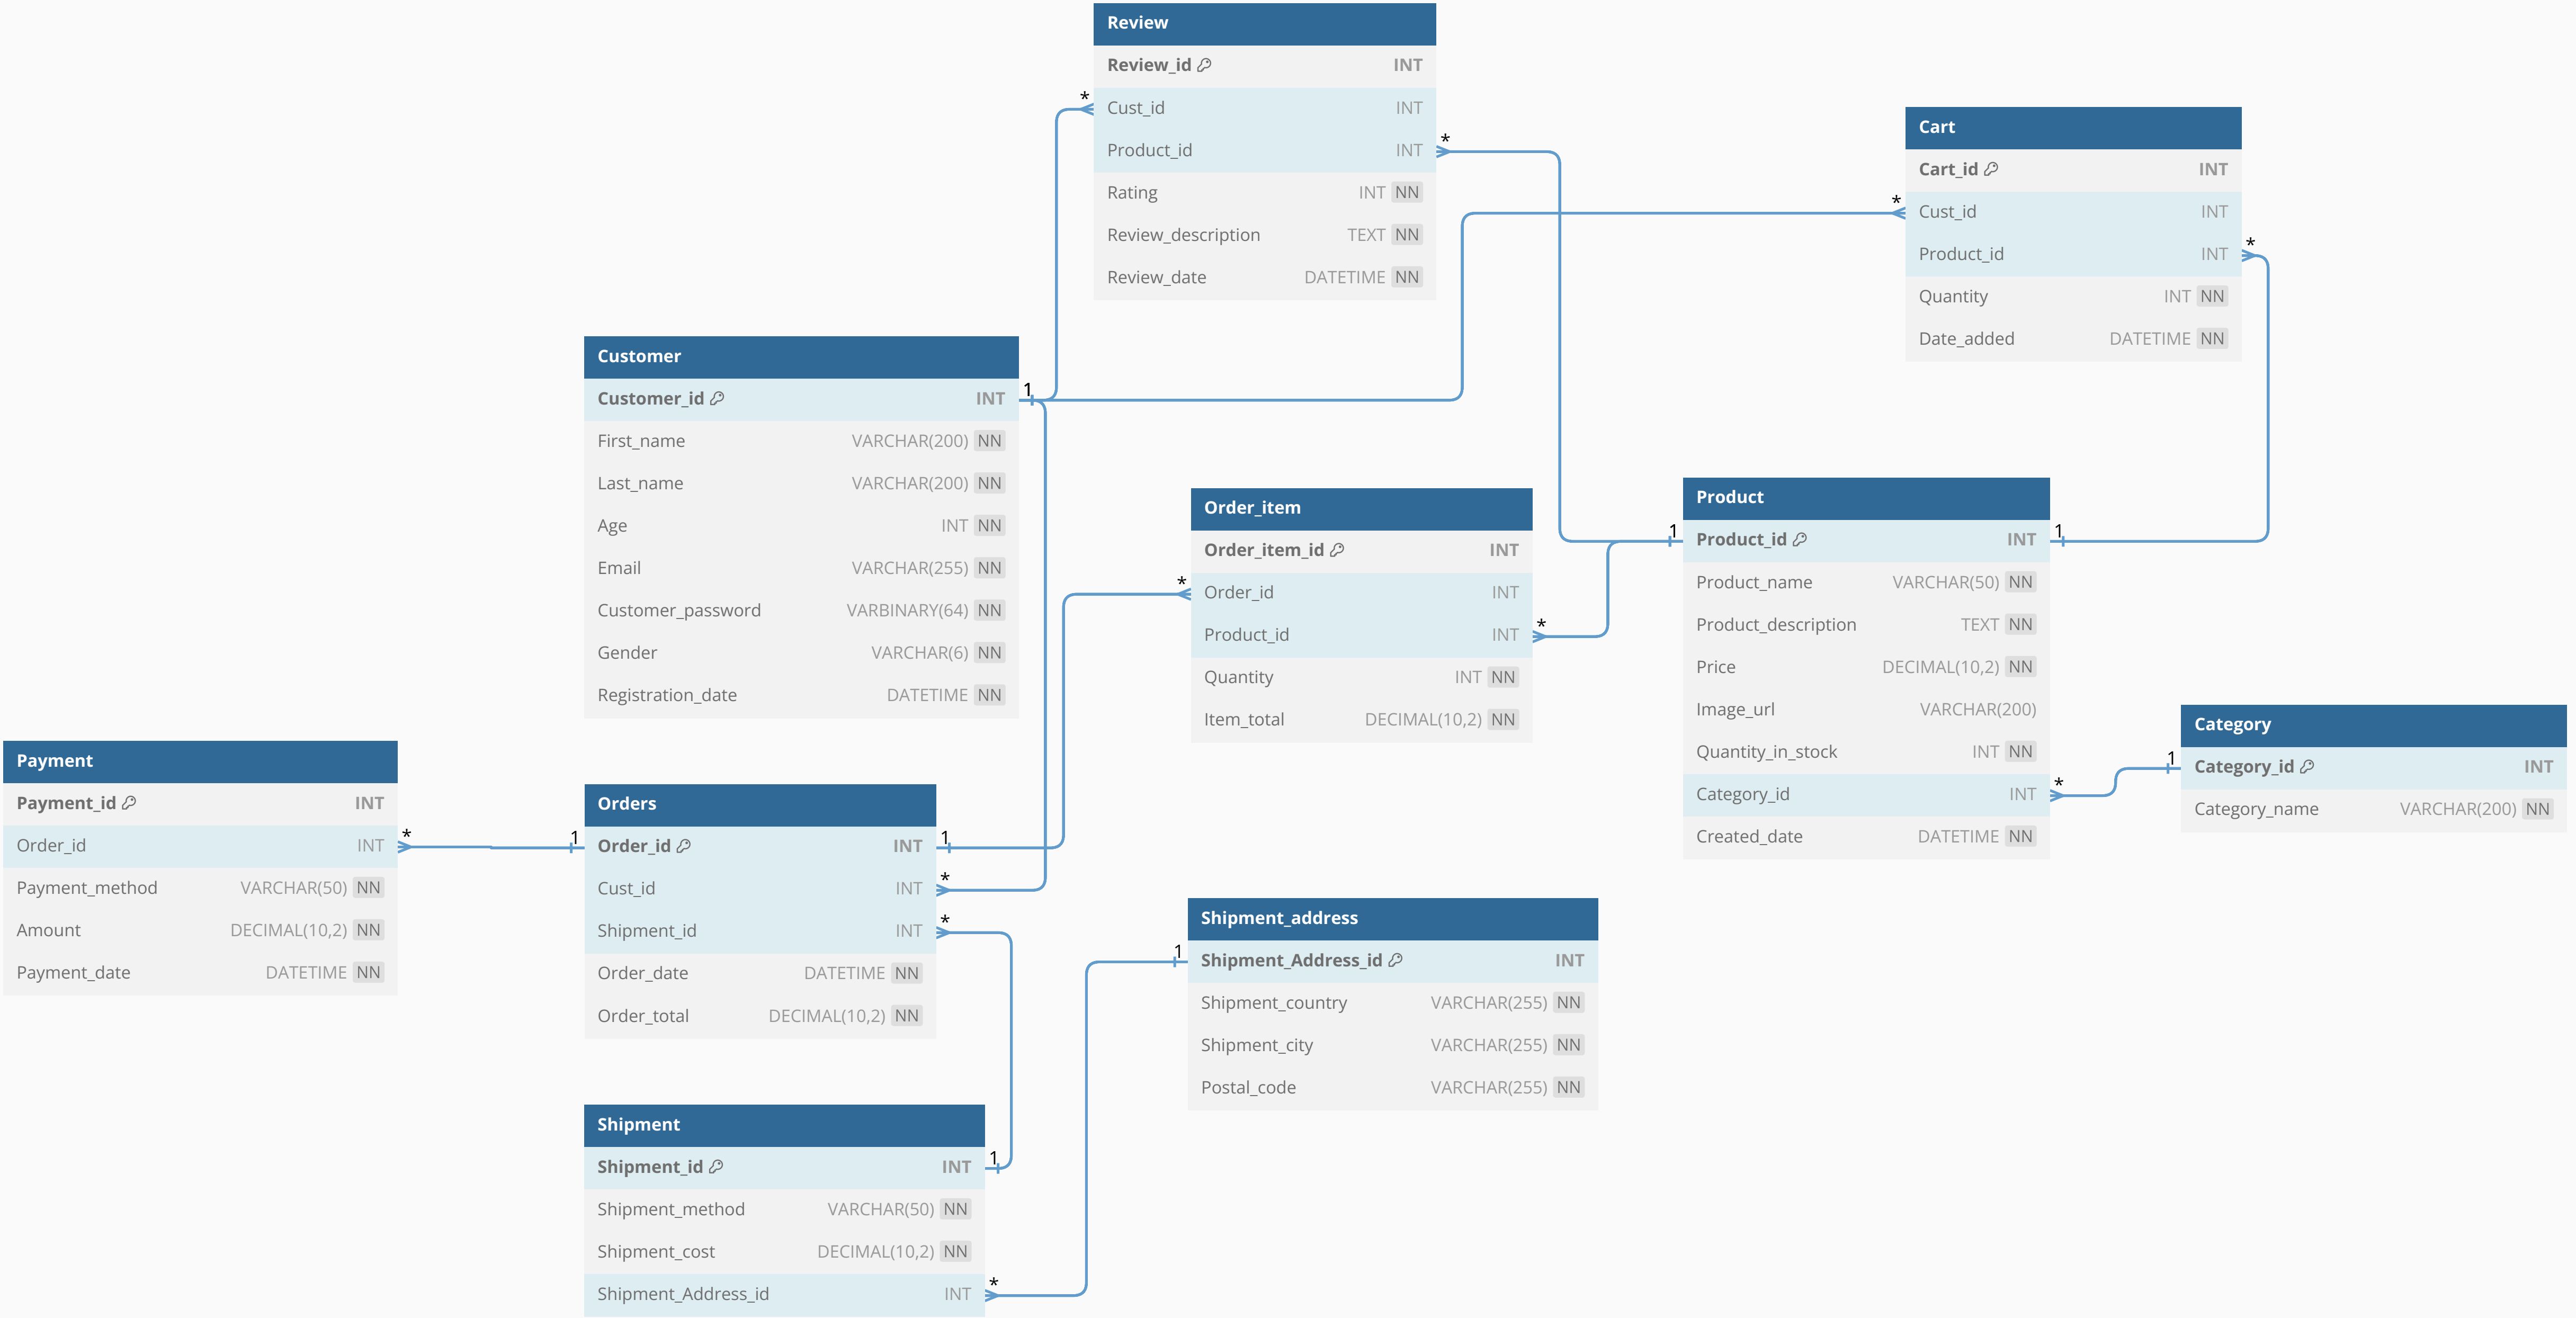 Review
Review_id INT
Cust_id INT
Product_id INT
Rating INT NN
Review_description TEXT NN
Review_date DATETIME NN
Cart
Cart_id INT
Cust_id INT
Product_id INT
Quantity INT NN
Date_added DATETIME NN
Customer
Customer_id INT
First_name VARCHAR(200) NN
Last_name VARCHAR(200) NN
Age INT NN
Email VARCHAR(255) NN
Customer_password VARBINARY(64) NN
Gender VARCHAR(6) NN
Registration_date DATETIME NN
Order_item
Order_item_id INT
Order_id INT
Product_id INT
Quantity INT NN
Item_total DECIMAL(10,2) NN
Product
Product_id INT
Product_name VARCHAR(50) NN
Product_description TEXT NN
Price DECIMAL(10,2) NN
Image_url VARCHAR(200)
Quantity_in_stock INT NN
Category_id INT
Created_date DATETIME NN
Category
Category_id INT
Category_name VARCHAR(200) NN
Payment
Payment_id INT
Order_id INT
Payment_method VARCHAR(50) NN
Amount DECIMAL(10,2) NN
Payment_date DATETIME NN
Orders
Order_id INT
Cust_id INT
Shipment_id INT
Order_date DATETIME NN
Order_total DECIMAL(10,2) NN
Shipment_address
Shipment_Address_id INT
Shipment_country VARCHAR(255) NN
Shipment_city VARCHAR(255) NN
Postal_code VARCHAR(255) NN
Shipment
Shipment_id INT
Shipment_method VARCHAR(50) NN
Shipment_cost DECIMAL(10,2) NN
Shipment_Address_id INT
*
*
*
*
1
*
*
1
1
*
1
*
*
1
1
*
*
1
1
*